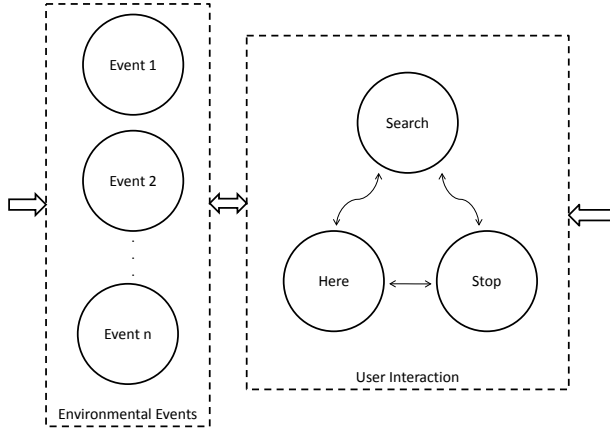 Event 1
Event 2
Event n
Environmental Events
Search
Here
Stop
User Interaction